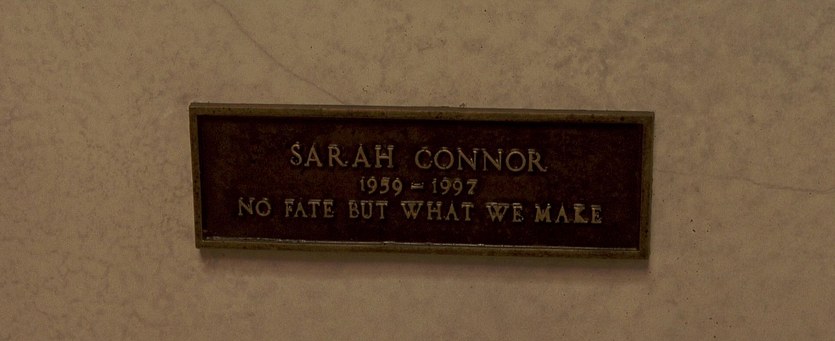 SARAH CONNOR
1959 - 1997
NO FATE BUT WHAT WE MAKE